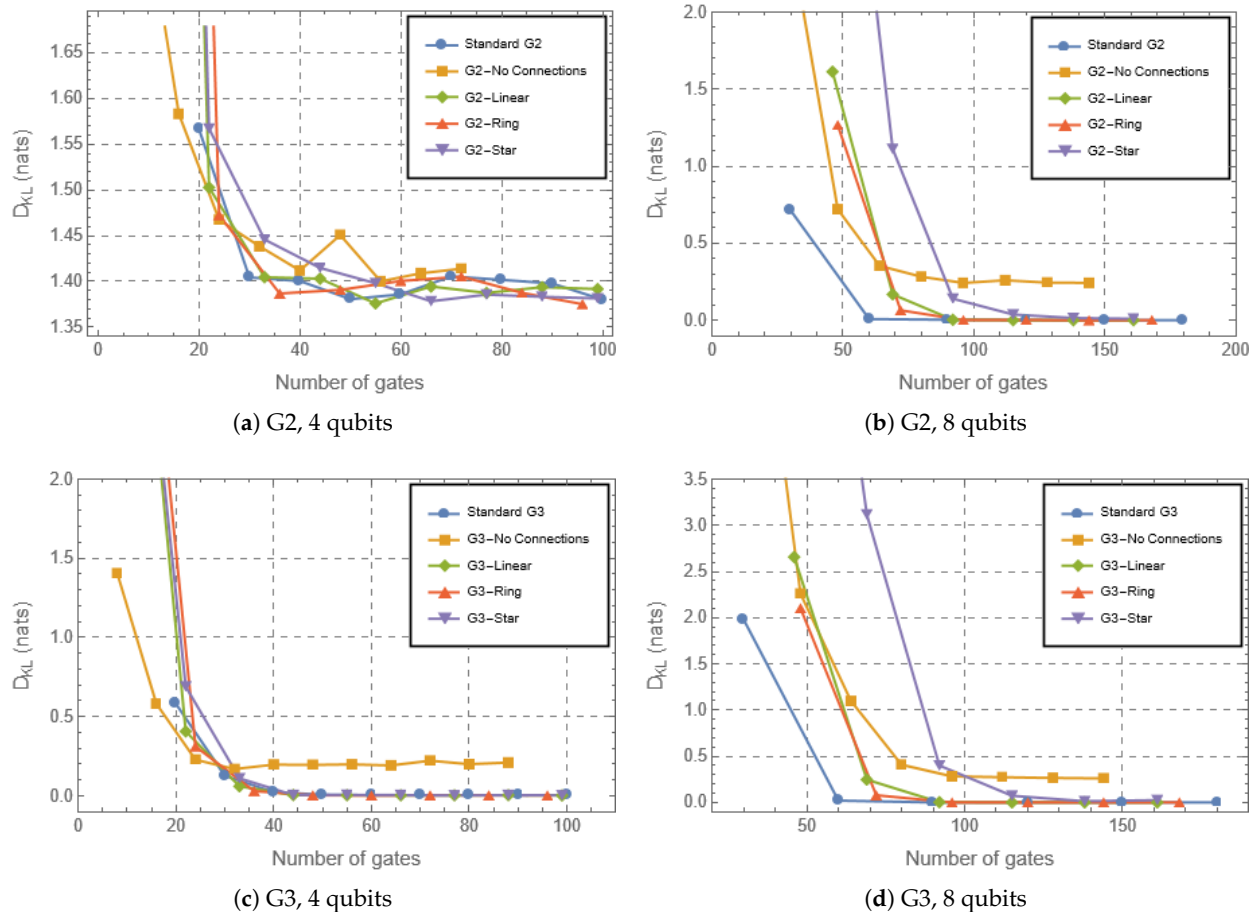 1.65
1.60
1.55
1.50
1.45
1.40
1.35
D_KL (nats)
0 20 40 60 80 100
Number of gates
Standard G2
G2−No Connections
G2−Linear
G2−Ring
G2−Star
(a) G2, 4 qubits
2.0
1.5
1.0
0.5
0.0
D_KL (nats)
0 50 100 150 200
Number of gates
Standard G2
G2−No Connections
G2−Linear
G2−Ring
G2−Star
(b) G2, 8 qubits
2.0
1.5
1.0
0.5
0.0
D_KL (nats)
0 20 40 60 80 100
Number of gates
Standard G3
G3−No Connections
G3−Linear
G3−Ring
G3−Star
(c) G3, 4 qubits
3.5
3.0
2.5
2.0
1.5
1.0
0.5
0.0
D_KL (nats)
50 100 150
Number of gates
Standard G3
G3−No Connections
G3−Linear
G3−Ring
G3−Star
(d) G3, 8 qubits